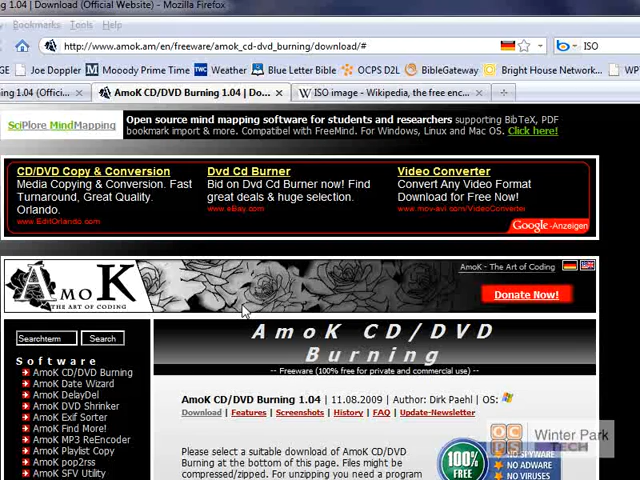 ng 1.04 | Download (Official Website) - Mozilla Firefox
Bookmarks Tools Help
http://www.amok.am/en/freeware/amok_cd-dvd_burning/download/#
ISO
GE Joe Doppler Moody Prime Time Weather Blue Letter Bible OCPS D2L BibleGateway Bright House Network... WP
ng 1.04 (Offici... AmoK CD/DVD Burning 1.04 | Do... ISO image - Wikipedia, the free enc...
SciPlore MindMapping
Open source mind mapping software for students and researchers supporting BibTeX, PDF
bookmark import & more. Compatibel with FreeMind. For Windows, Linux and Mac OS. Click here!
CD/DVD Copy & Conversion
Media Copying & Conversion. Fast
Turnaround, Great Quality.
Orlando.
www.EditOrlando.com
Dvd Cd Burner
Bid on Dvd Cd Burner now! Find
great deals & huge selection.
www.eBay.com
Video Converter
Convert Any Video Format
Download for Free Now!
www.mov-avi.com/VideoConverter
Google-Anzeigen
AmoK
THE ART OF CODING
AmoK - The Art of Coding
Donate Now!
Searchterm Search
AmoK CD/DVD
Burning
-- Freeware (100% free for private and commercial use) --
Software
AmoK CD/DVD Burning
AmoK Date Wizard
AmoK DelayDel
AmoK DVD Shrinker
AmoK Exif Sorter
AmoK Find More!
AmoK MP3 ReEncoder
AmoK Playlist Copy
AmoK pop2rss
AmoK SFV Utility
AmoK CD/DVD Burning 1.04 | 11.08.2009 | Author: Dirk Paehl | OS:
Download | Features | Screenshots | History | FAQ | Update-Newsletter
Please select a suitable download of AmoK CD/DVD
Burning at the bottom of this page. Files might be
compressed/zipped. For unzipping you need a program
100%
FREE
NO SPYWARE
NO ADWARE
NO VIRUSES
OCPS
Winter Park
TECH